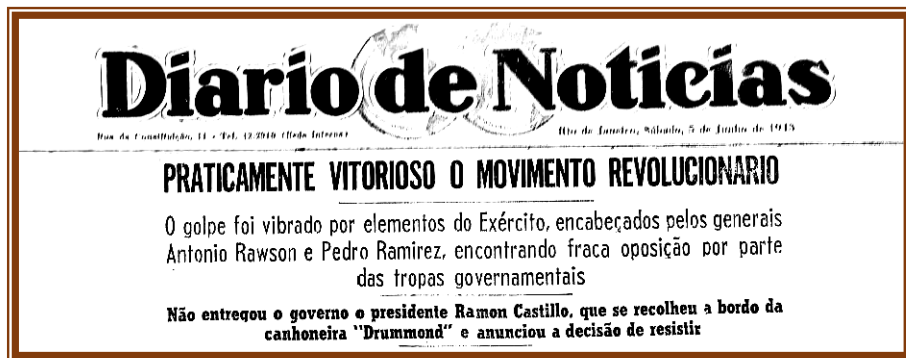 Diario de Noticias
Rua da Constituição, 11 - Tel. 42-2910 (Rede Interna)
Rio de Janeiro, Sábado, 5 de Junho de 1943
PRATICAMENTE VITORIOSO O MOVIMENTO REVOLUCIONARIO
O golpe foi vibrado por elementos do Exército, encabeçados pelos generais
Antonio Rawson e Pedro Ramirez, encontrando fraca oposição por parte
das tropas governamentais
Não entregou o governo o presidente Ramon Castillo, que se recolheu a bordo da
canhoneira "Drummond" e anunciou a decisão de resistir